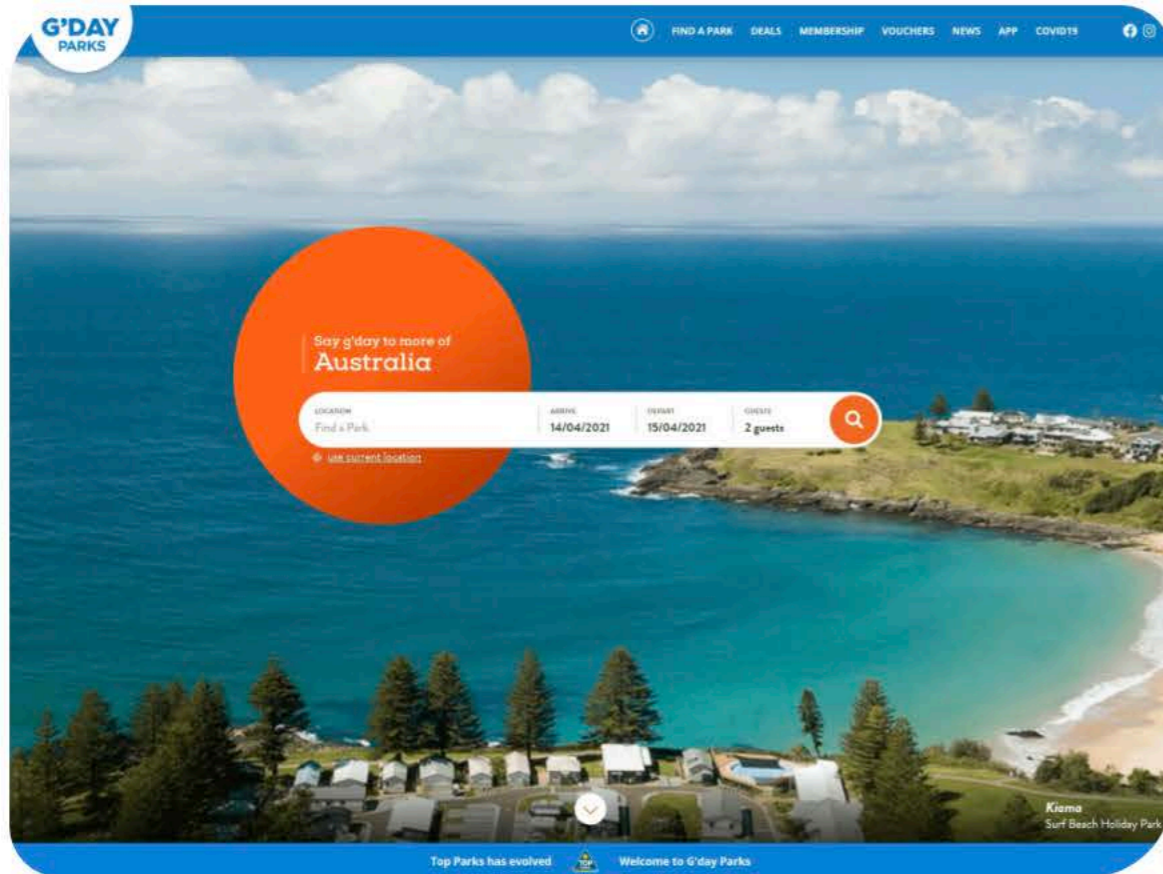 G'DAY
PARKS
FIND A PARK DEALS MEMBERSHIP VOUCHERS NEWS APP COVID19
Say g'day to more of
Australia
LOCATION ARRIVE DEPART GUESTS
Find a Park 14/04/2021 15/04/2021 2 guests
use current location
Kiama
Surf Beach Holiday Park
Top Parks has evolved TOP Welcome to G'day Parks